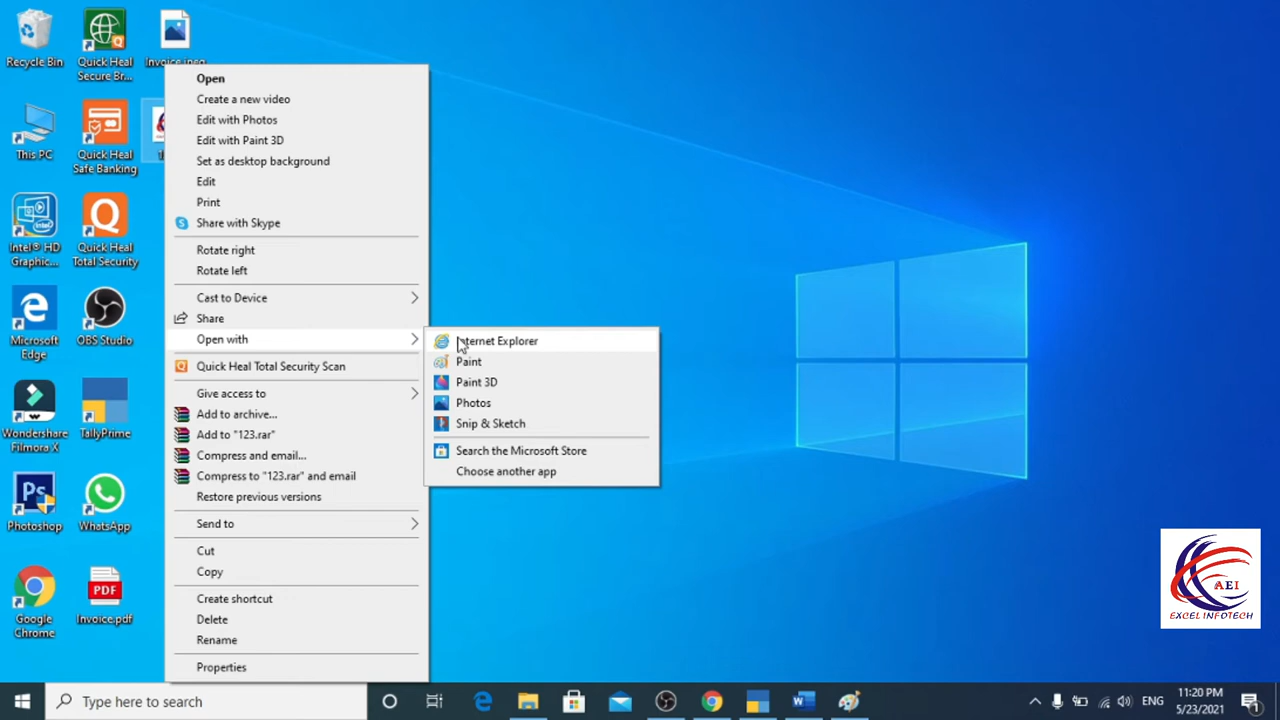 Recycle Bin
Quick Heal
Secure Br...
Invoice.jpeg
This PC
Quick Heal
Safe Banking
Intel® HD
Graphic...
Quick Heal
Total Security
Microsoft
Edge
OBS Studio
Wondershare
Filmora X
TallyPrime
Ps
Photoshop
WhatsApp
Google
Chrome
PDF
Invoice.pdf
Open
Create a new video
Edit with Photos
Edit with Paint 3D
Set as desktop background
Edit
Print
Share with Skype
Rotate right
Rotate left
Cast to Device
Share
Open with
Quick Heal Total Security Scan
Give access to
Add to archive...
Add to "123.rar"
Compress and email...
Compress to "123.rar" and email
Restore previous versions
Send to
Cut
Copy
Create shortcut
Delete
Rename
Properties
Internet Explorer
Paint
Paint 3D
Photos
Snip & Sketch
Search the Microsoft Store
Choose another app
AEI
EXCEL INFOTECH
Type here to search
ENG
11:20 PM
5/23/2021
1